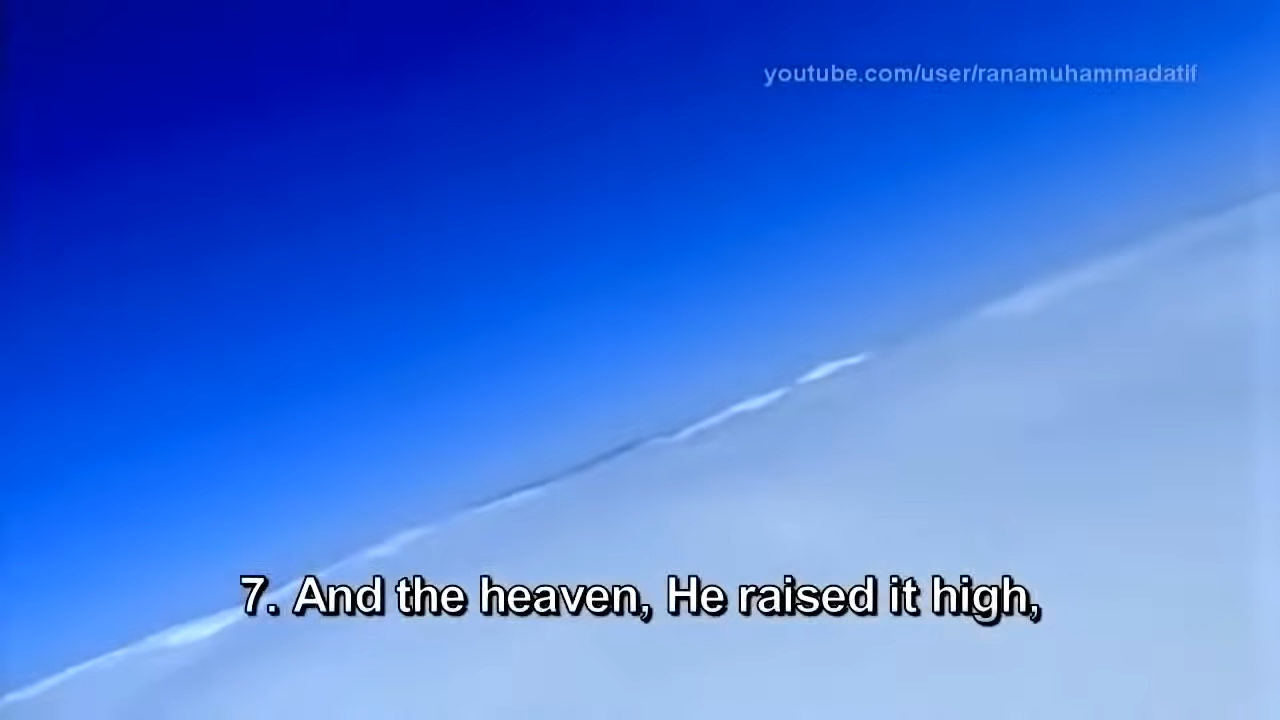 youtube.com/user/ranamuhammadatif
7. And the heaven, He raised it high,